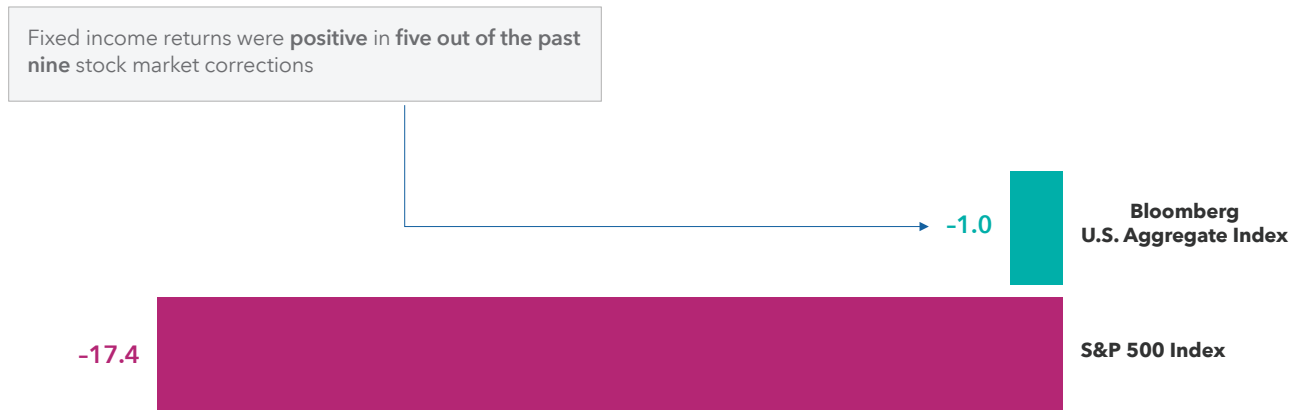 Fixed income returns were positive in five out of the past
nine stock market corrections
–1.0
Bloomberg
U.S. Aggregate Index
–17.4
S&P 500 Index